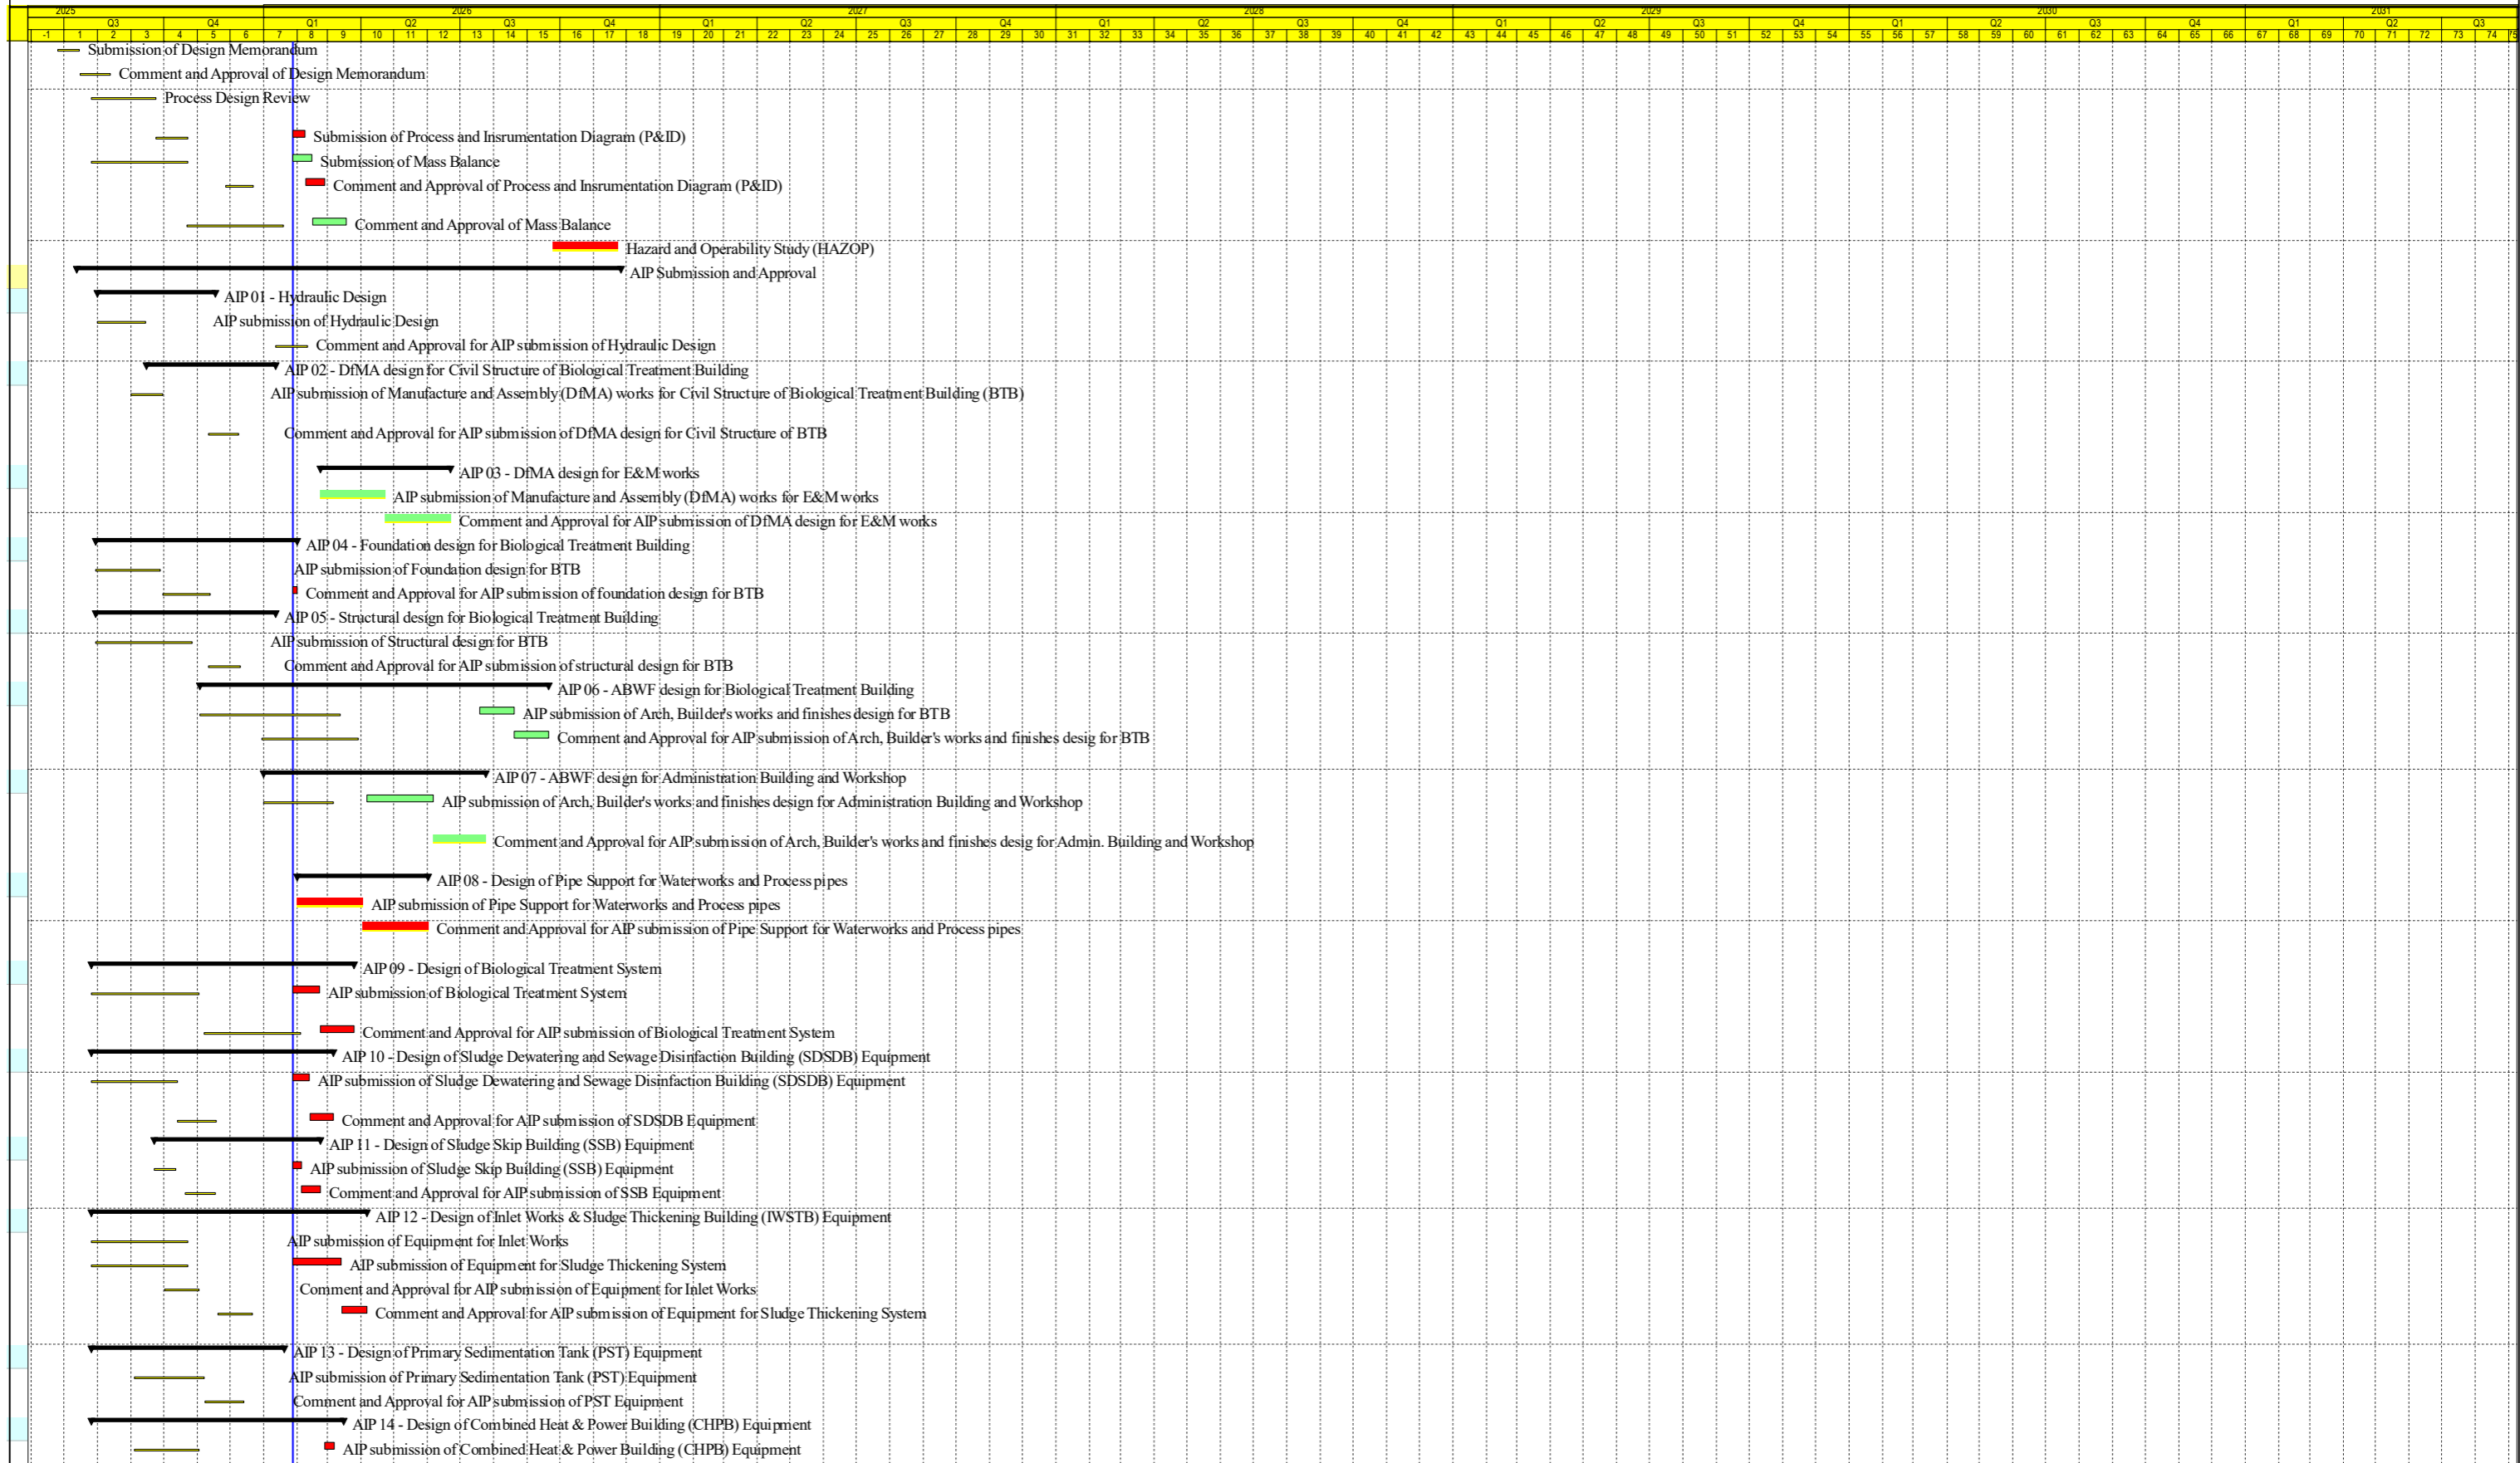 2025 2026 2027 2028 2029 2030 2031
Q3 Q4 Q1 Q2 Q3 Q4 Q1 Q2 Q3 Q4 Q1 Q2 Q3 Q4 Q1 Q2 Q3 Q4 Q1 Q2 Q3 Q4 Q1 Q2 Q3
-1 1 2 3 4 5 6 7 8 9 10 11 12 13 14 15 16 17 18 19 20 21 22 23 24 25 26 27 28 29 30 31 32 33 34 35 36 37 38 39 40 41 42 43 44 45 46 47 48 49 50 51 52 53 54 55 56 57 58 59 60 61 62 63 64 65 66 67 68 69 70 71 72 73 74 75
Submission of Design Memorandum
Comment and Approval of Design Memorandum
Process Design Review
Submission of Process and Insrumentation Diagram (P&ID)
Submission of Mass Balance
Comment and Approval of Process and Insrumentation Diagram (P&ID)
Comment and Approval of Mass Balance
Hazard and Operability Study (HAZOP)
AIP Submission and Approval
AIP 01 - Hydraulic Design
AIP submission of Hydraulic Design
Comment and Approval for AIP submission of Hydraulic Design
AIP 02 - DfMA design for Civil Structure of Biological Treatment Building
AIP submission of Manufacture and Assembly (DfMA) works for Civil Structure of Biological Treatment Building (BTB)
Comment and Approval for AIP submission of DfMA design for Civil Structure of BTB
AIP 03 - DfMA design for E&M works
AIP submission of Manufacture and Assembly (DfMA) works for E&M works
Comment and Approval for AIP submission of DfMA design for E&M works
AIP 04 - Foundation design for Biological Treatment Building
AIP submission of Foundation design for BTB
Comment and Approval for AIP submission of foundation design for BTB
AIP 05 - Structural design for Biological Treatment Building
AIP submission of Structural design for BTB
Comment and Approval for AIP submission of structural design for BTB
AIP 06 - ABWF design for Biological Treatment Building
AIP submission of Arch, Builder's works and finishes design for BTB
Comment and Approval for AIP submission of Arch, Builder's works and finishes desig for BTB
AIP 07 - ABWF design for Administration Building and Workshop
AIP submission of Arch, Builder's works and finishes design for Administration Building and Workshop
Comment and Approval for AIP submission of Arch, Builder's works and finishes desig for Admin. Building and Workshop
AIP 08 - Design of Pipe Support for Waterworks and Process pipes
AIP submission of Pipe Support for Waterworks and Process pipes
Comment and Approval for AIP submission of Pipe Support for Waterworks and Process pipes
AIP 09 - Design of Biological Treatment System
AIP submission of Biological Treatment System
Comment and Approval for AIP submission of Biological Treatment System
AIP 10 - Design of Sludge Dewatering and Sewage Disinfaction Building (SDSDB) Equipment
AIP submission of Sludge Dewatering and Sewage Disinfaction Building (SDSDB) Equipment
Comment and Approval for AIP submission of SDSDB Equipment
AIP 11 - Design of Sludge Skip Building (SSB) Equipment
AIP submission of Sludge Skip Building (SSB) Equipment
Comment and Approval for AIP submission of SSB Equipment
AIP 12 - Design of Inlet Works & Sludge Thickening Building (IWSTB) Equipment
AIP submission of Equipment for Inlet Works
AIP submission of Equipment for Sludge Thickening System
Comment and Approval for AIP submission of Equipment for Inlet Works
Comment and Approval for AIP submission of Equipment for Sludge Thickening System
AIP 13 - Design of Primary Sedimentation Tank (PST) Equipment
AIP submission of Primary Sedimentation Tank (PST) Equipment
Comment and Approval for AIP submission of PST Equipment
AIP 14 - Design of Combined Heat & Power Building (CHPB) Equipment
AIP submission of Combined Heat & Power Building (CHPB) Equipment